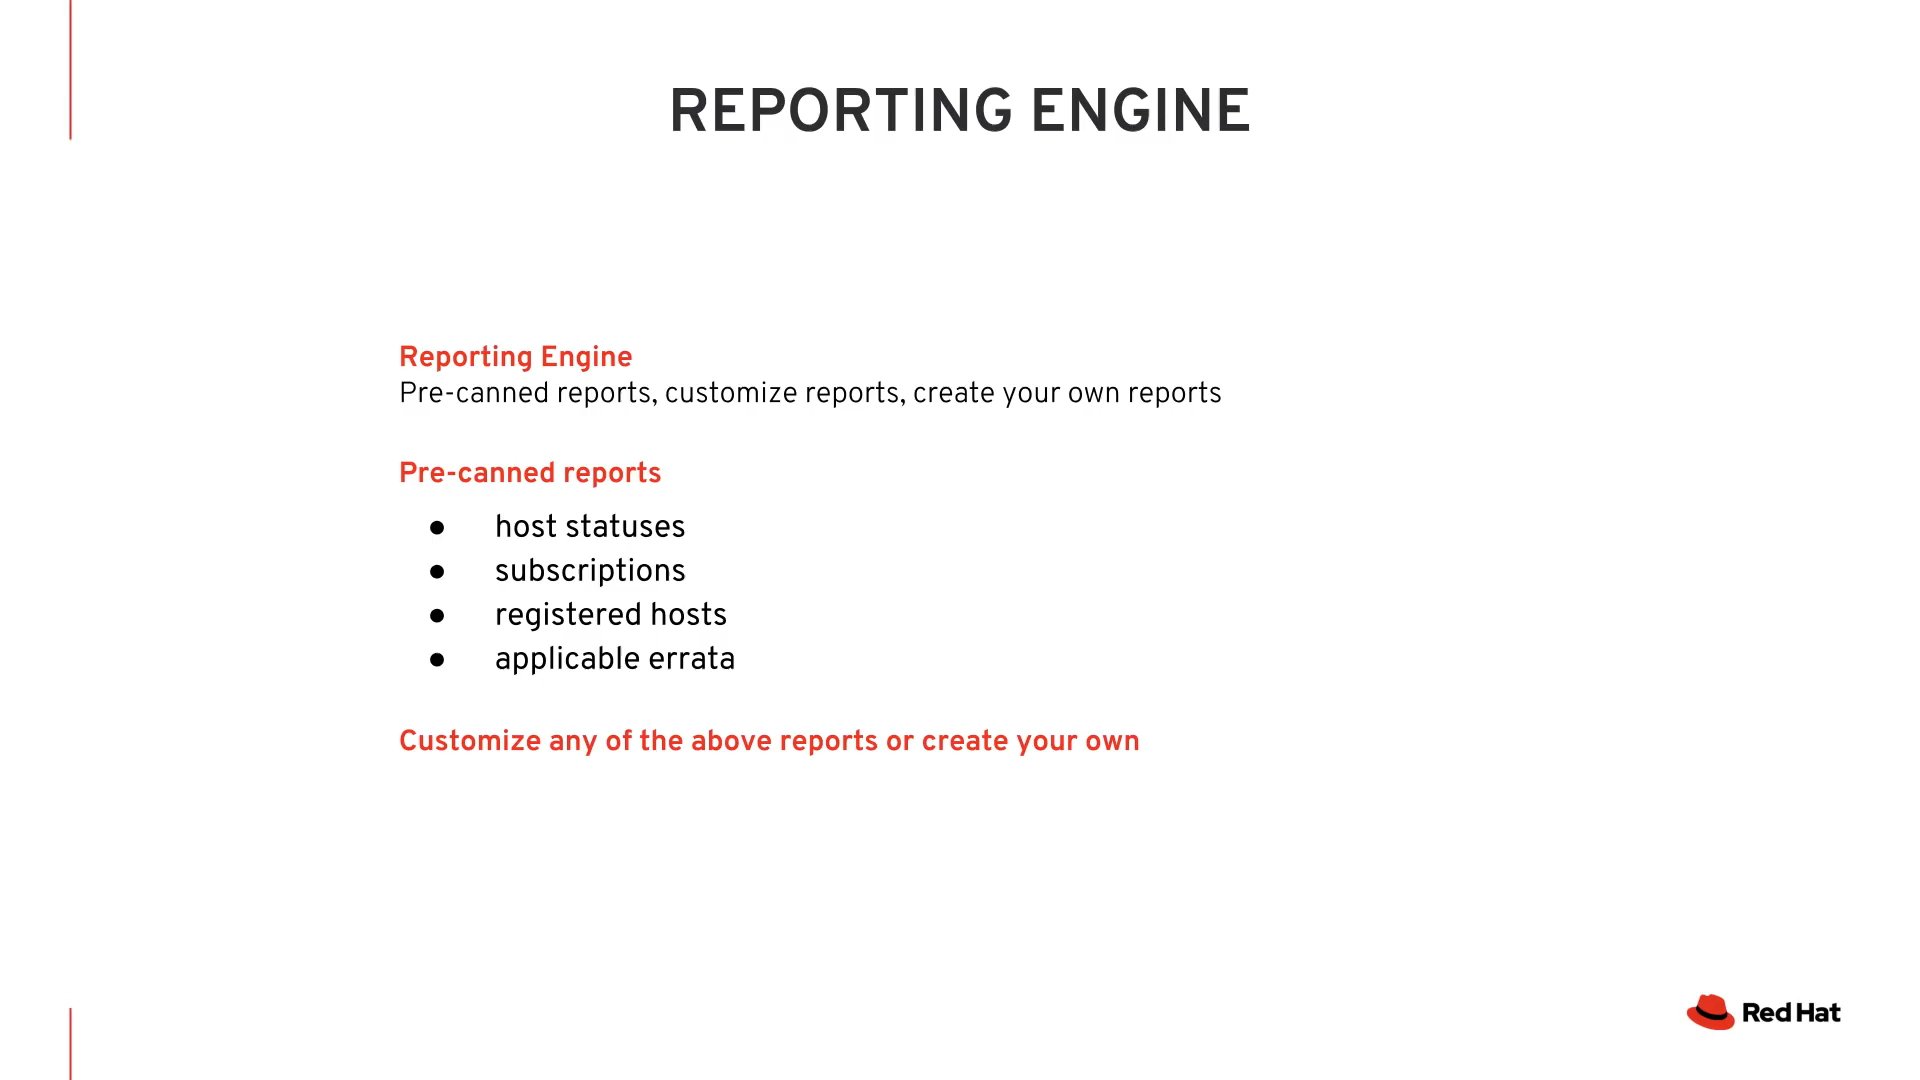 REPORTING ENGINE
Reporting Engine
Pre-canned reports, customize reports, create your own reports
Pre-canned reports
● host statuses
● subscriptions
● registered hosts
● applicable errata
Customize any of the above reports or create your own
Red Hat